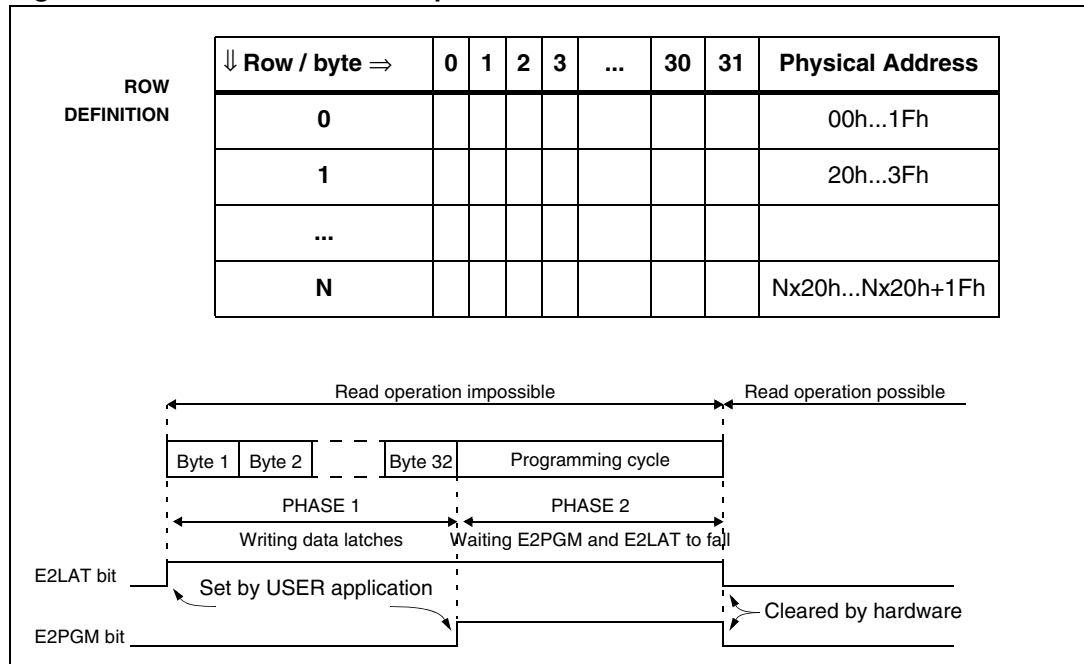 ROW
DEFINITION
⇓ Row / byte ⇒ 0 1 2 3 ... 30 31 Physical Address
0 00h...1Fh
1 20h...3Fh
...
N Nx20h...Nx20h+1Fh
Read operation impossible Read operation possible
Byte 1 Byte 2 Byte 32 Programming cycle
PHASE 1 PHASE 2
Writing data latches Waiting E2PGM and E2LAT to fall
E2LAT bit
Set by USER application
Cleared by hardware
E2PGM bit